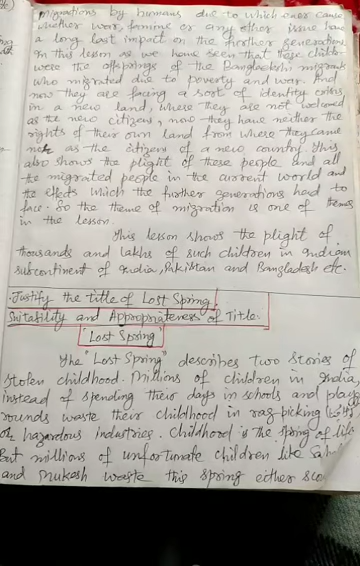 Migrations by humans due to which ever cause
whether wars, femine or any other issue have
a long last impact on the further generation
In this lesson as we have seen that these childr
were the offsprings of the Bangladeshi migrants
who migrated due to poverty and war. And
now they are facing a sort of identity crisis
in a new land, where they are not welcomed
as the new citizens, now they have neither the
rights of their own land from where they came
nor as the citizens of a new country. This
also shows the plight of these people and all
the migrated people in the current world and
the effects which the further generations had to
face. So the theme of migration is one of themes
in the lesson.
This lesson shows the plight of
thousands and lakhs of such children in Indian
subcontinent of India, Pakistan and Bangladesh etc.
Justify the title of Lost Spring
Suitability and Appropriateness of Title.
"Lost Spring"
The "Lost Spring" describes two stories of
stolen childhood. Millions of children in India,
instead of spending their days in schools and play
rounds waste their childhood in rag-picking
or hazardous industries. Childhood is the spring of life
But millions of unfortunate children like
and Mukesh waste this spring either